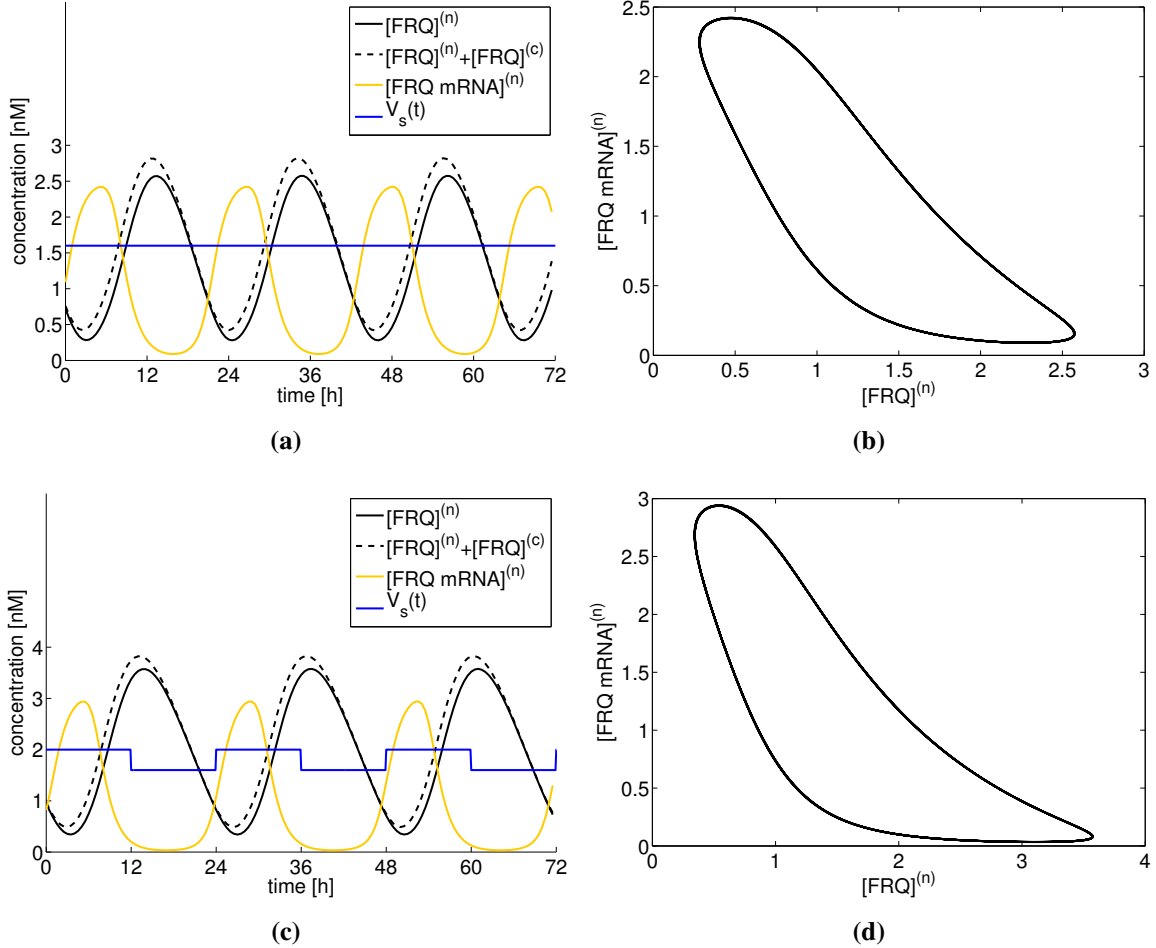 [FRQ]^(n)
[FRQ]^(n)+[FRQ]^(c)
[FRQ mRNA]^(n)
V_s(t)
concentration [nM]
3
2.5
2
1.5
1
0.5
0
0 12 24 36 48 60 72
time [h]
(a)
[FRQ mRNA]^(n)
2.5
2
1.5
1
0.5
0
0 0.5 1 1.5 2 2.5 3
[FRQ]^(n)
(b)
[FRQ]^(n)
[FRQ]^(n)+[FRQ]^(c)
[FRQ mRNA]^(n)
V_s(t)
concentration [nM]
4
3
2
1
0
0 12 24 36 48 60 72
time [h]
(c)
[FRQ mRNA]^(n)
3
2.5
2
1.5
1
0.5
0
0 1 2 3 4
[FRQ]^(n)
(d)